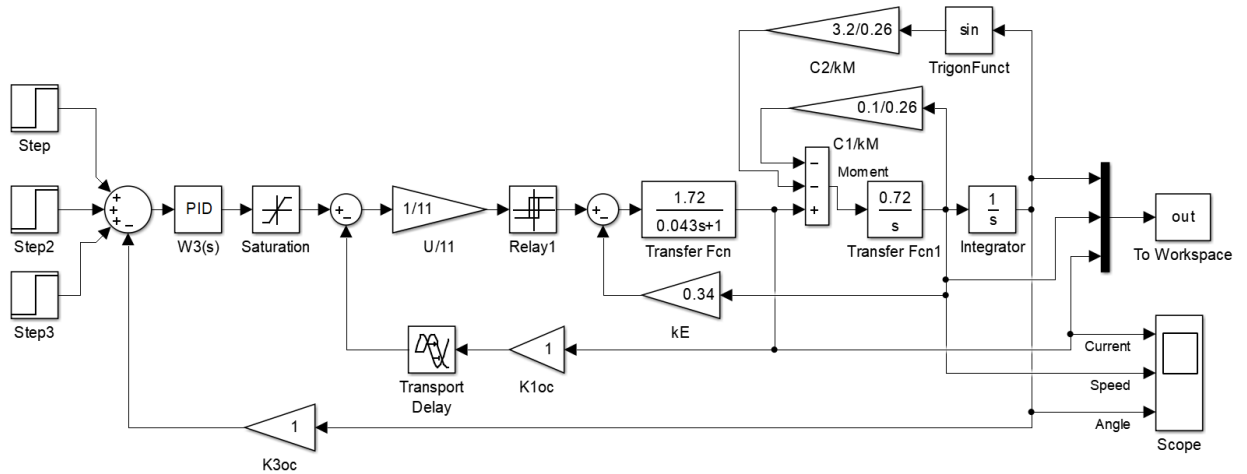 3.2/0.26
C2/kM
sin
TrigonFunct
0.1/0.26
C1/kM
Step
+
+
+
−
Step2
Step3
PID
W3(s)
Saturation
−
1/11
U/11
Relay1
−
1.72
0.043s+1
Transfer Fcn
−
−
+
Moment
0.72
s
Transfer Fcn1
1
s
Integrator
out
To Workspace
0.34
kE
Transport
Delay
1
K1oc
Current
Speed
Angle
Scope
1
K3oc